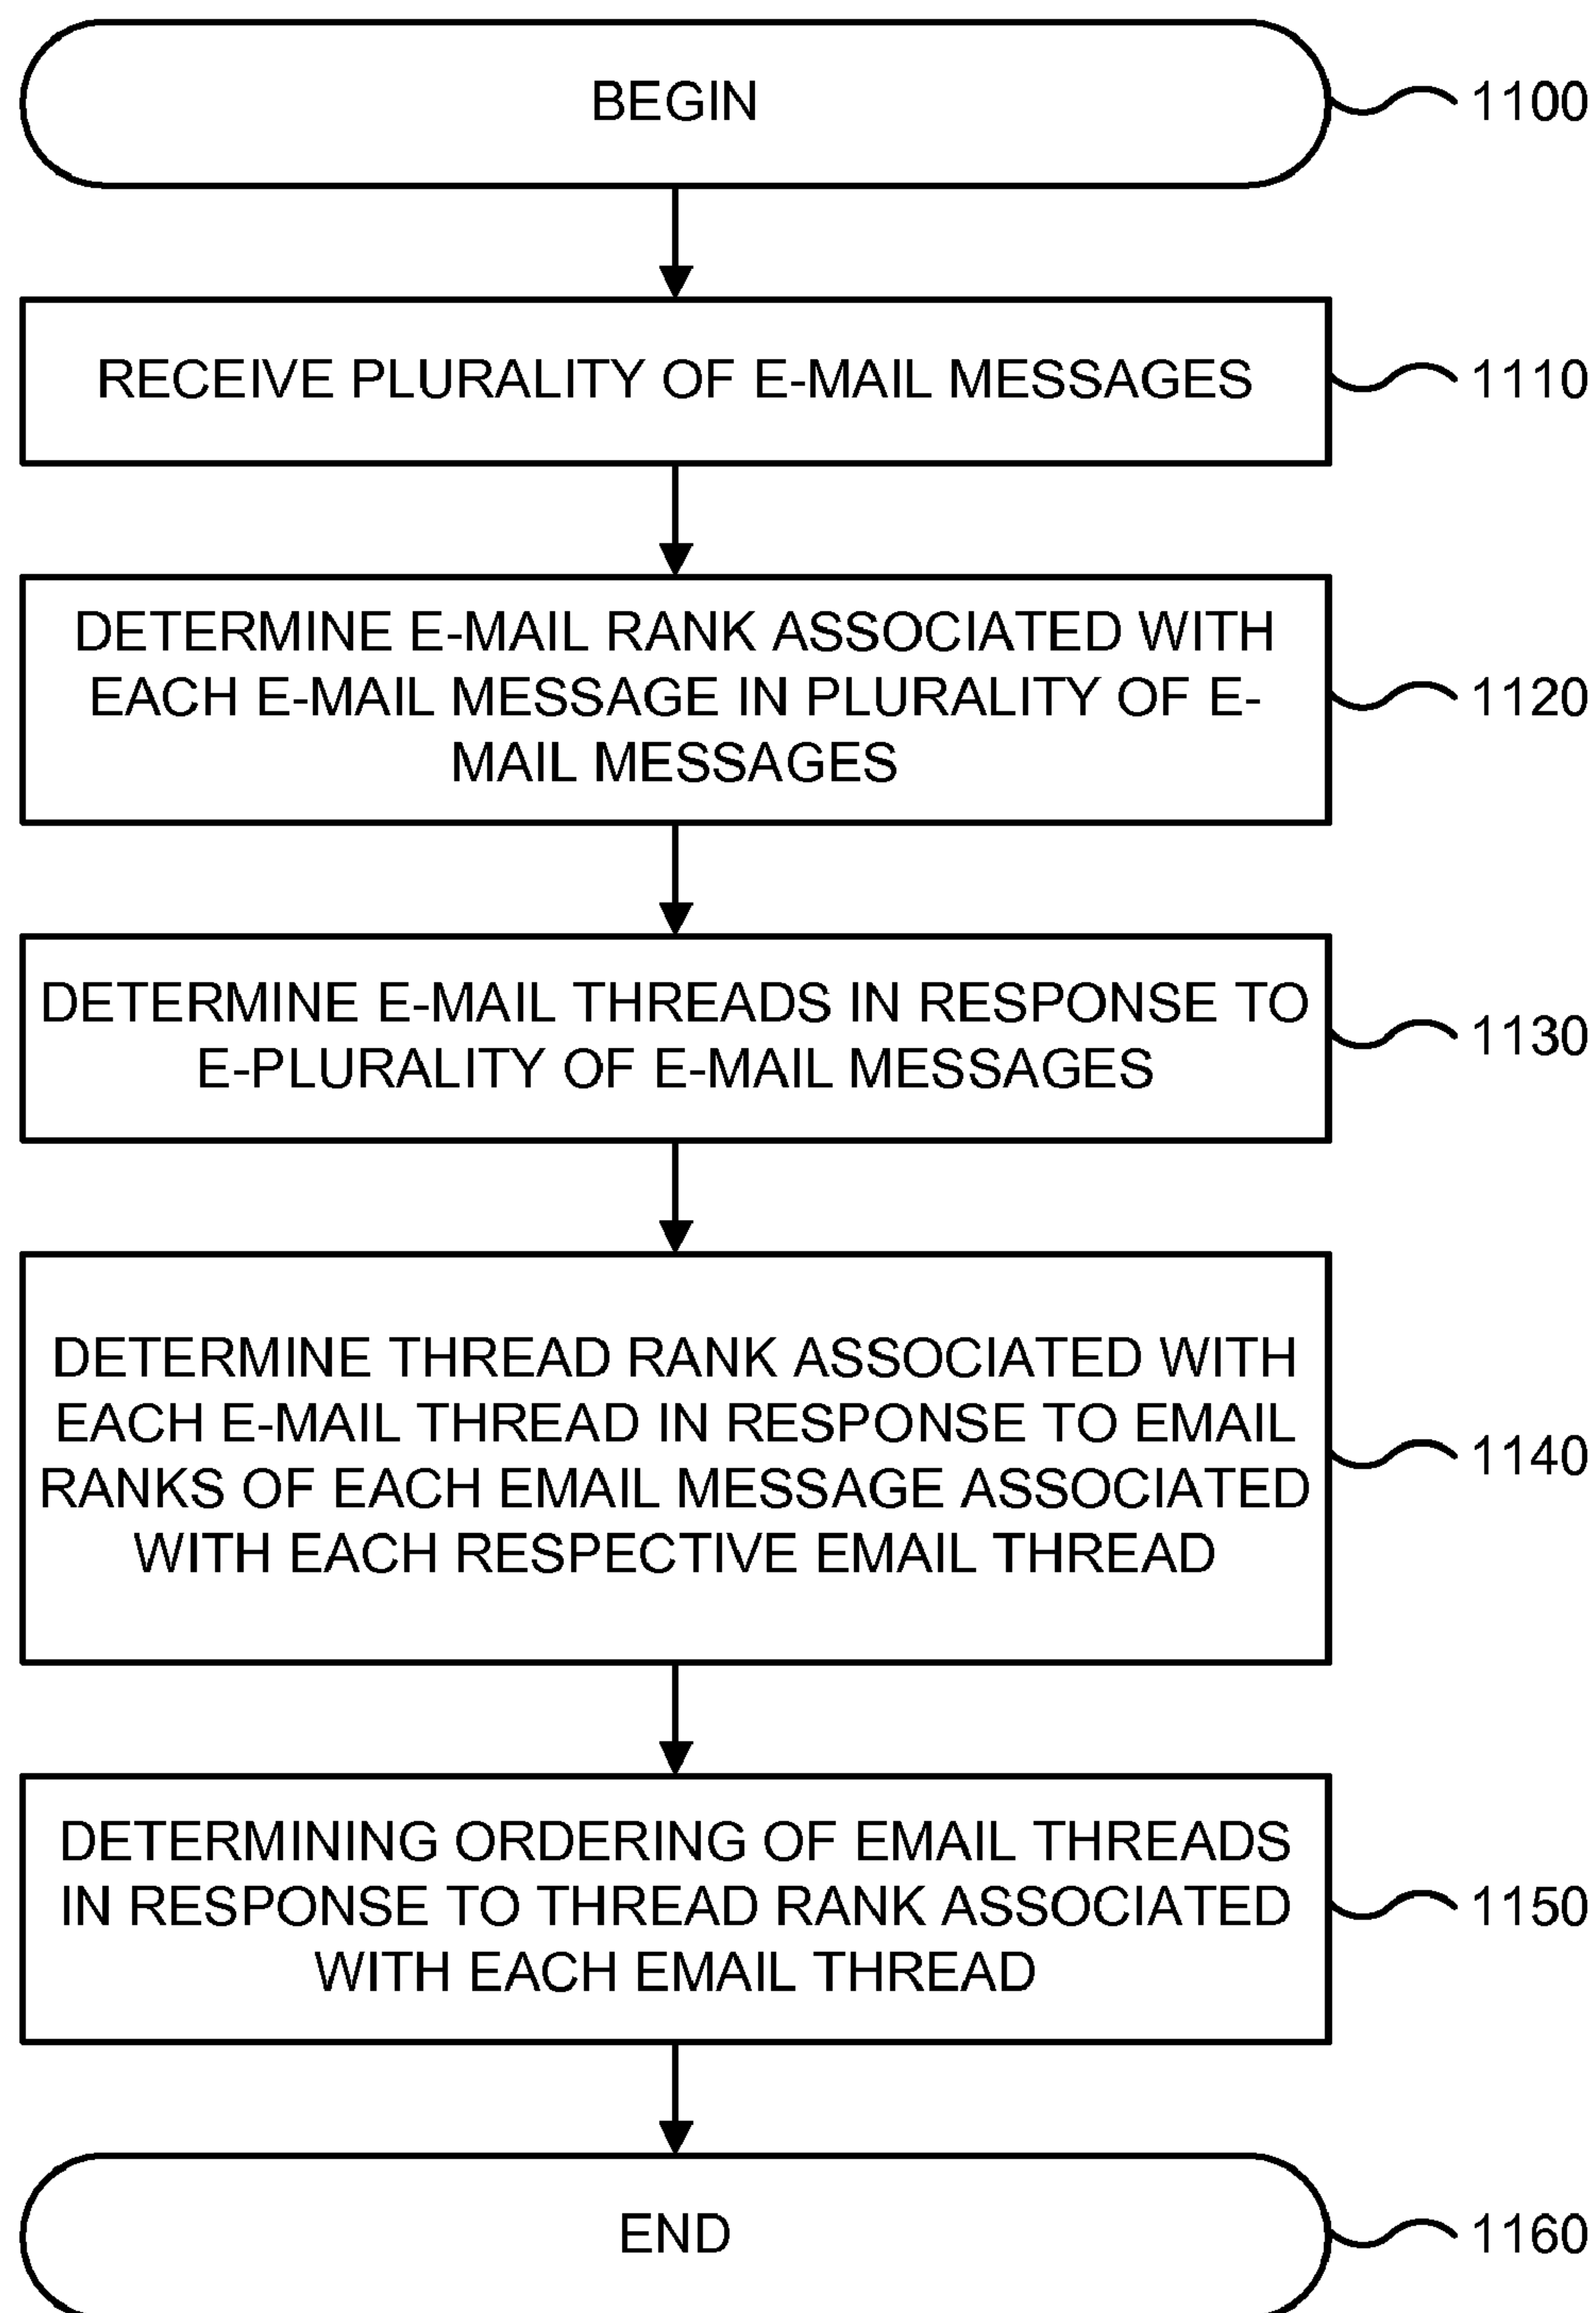 BEGIN
1100
RECEIVE PLURALITY OF E-MAIL MESSAGES
1110
DETERMINE E-MAIL RANK ASSOCIATED WITH
EACH E-MAIL MESSAGE IN PLURALITY OF E-
MAIL MESSAGES
1120
DETERMINE E-MAIL THREADS IN RESPONSE TO
E-PLURALITY OF E-MAIL MESSAGES
1130
DETERMINE THREAD RANK ASSOCIATED WITH
EACH E-MAIL THREAD IN RESPONSE TO EMAIL
RANKS OF EACH EMAIL MESSAGE ASSOCIATED
WITH EACH RESPECTIVE EMAIL THREAD
1140
DETERMINING ORDERING OF EMAIL THREADS
IN RESPONSE TO THREAD RANK ASSOCIATED
WITH EACH EMAIL THREAD
1150
END
1160